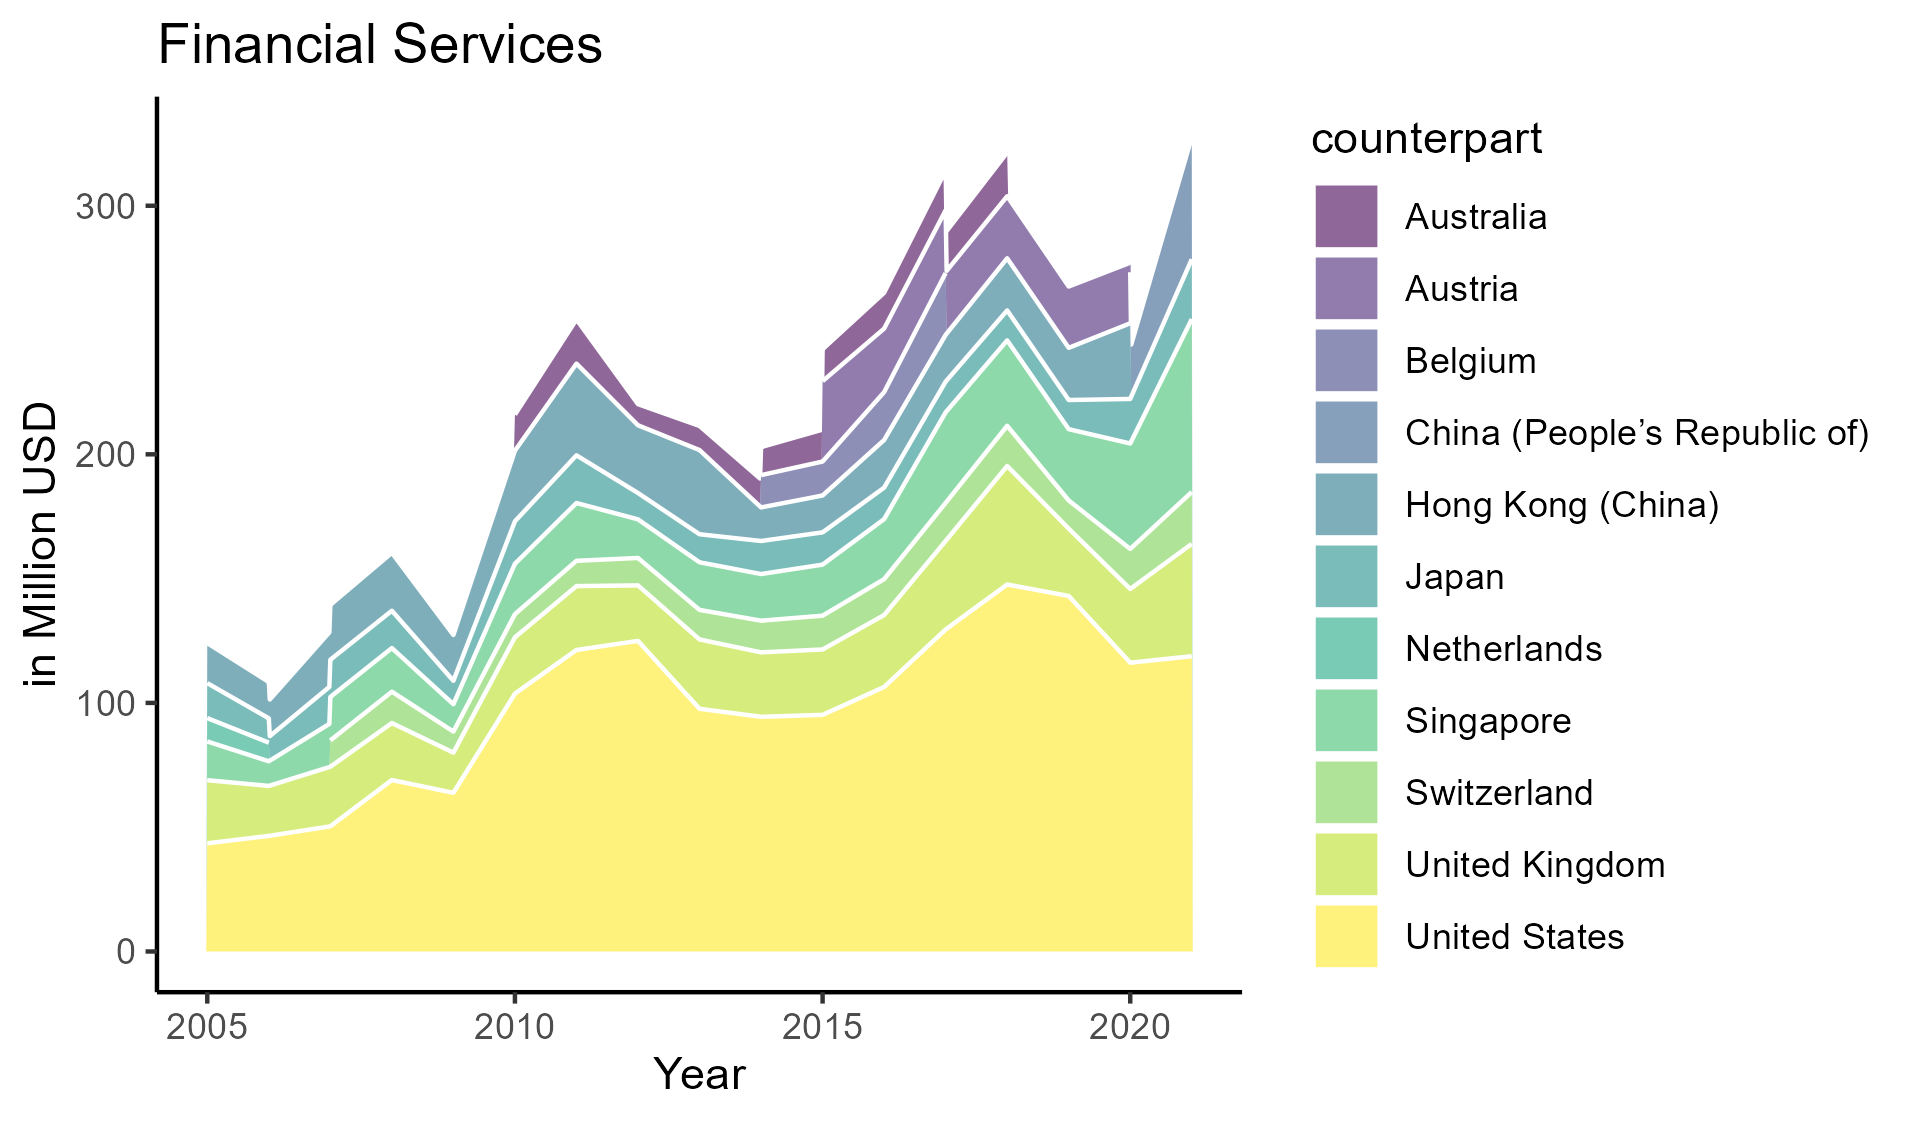 Financial Services
in Million USD
300
200
100
0
2005
2010
2015
2020
Year
counterpart
Australia
Austria
Belgium
China (People’s Republic of)
Hong Kong (China)
Japan
Netherlands
Singapore
Switzerland
United Kingdom
United States